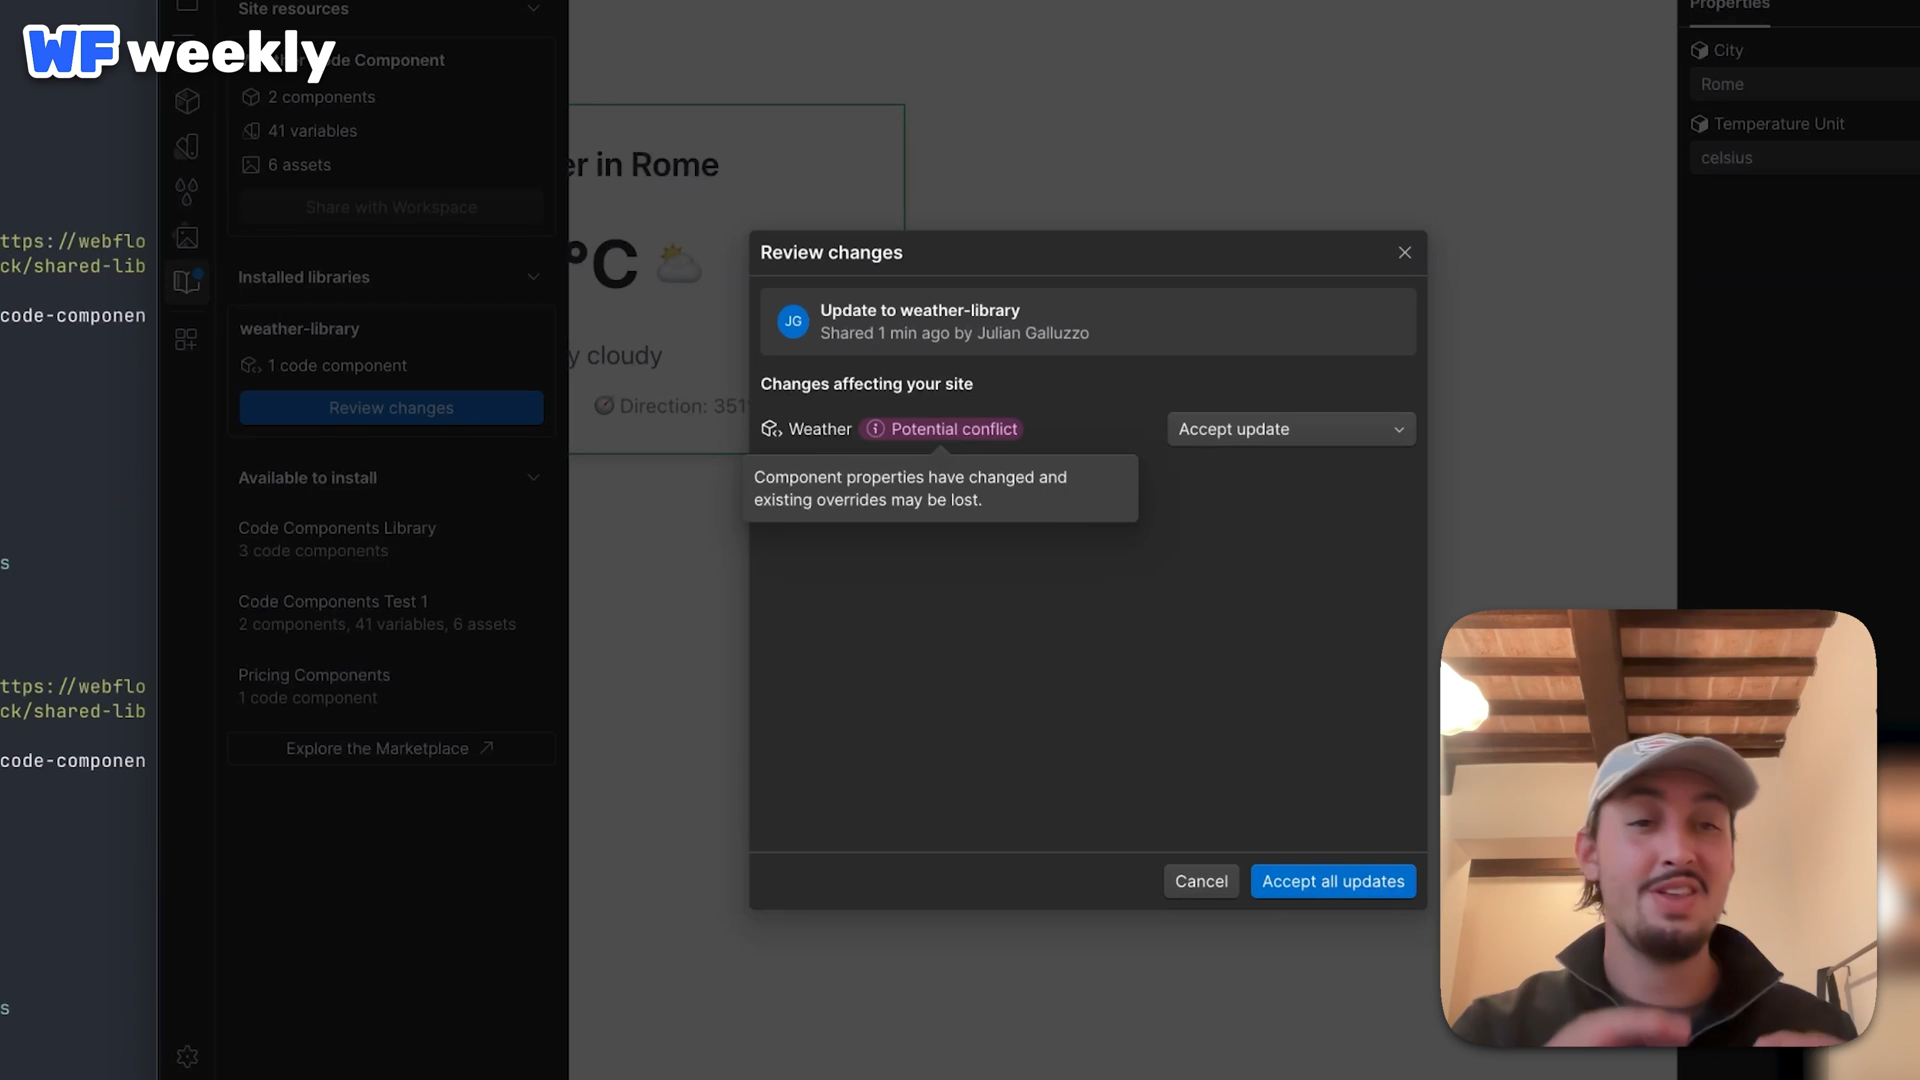 WF weekly
Site resources
de Component
2 components
41 variables
6 assets
Share with Workspace
Installed libraries
weather-library
1 code component
Review changes
Available to install
Code Components Library
3 code components
Code Components Test 1
2 components, 41 variables, 6 assets
Pricing Components
1 code component
Explore the Marketplace
ttps://webflo
ck/shared-lib
code-componen
s
ttps://webflo
ck/shared-lib
code-componen
s
er in Rome
°C
y cloudy
Direction: 351
Review changes
JG
Update to weather-library
Shared 1 min ago by Julian Galluzzo
Changes affecting your site
Weather
Potential conflict
Accept update
Component properties have changed and
existing overrides may be lost.
Cancel
Accept all updates
Properties
City
Rome
Temperature Unit
celsius